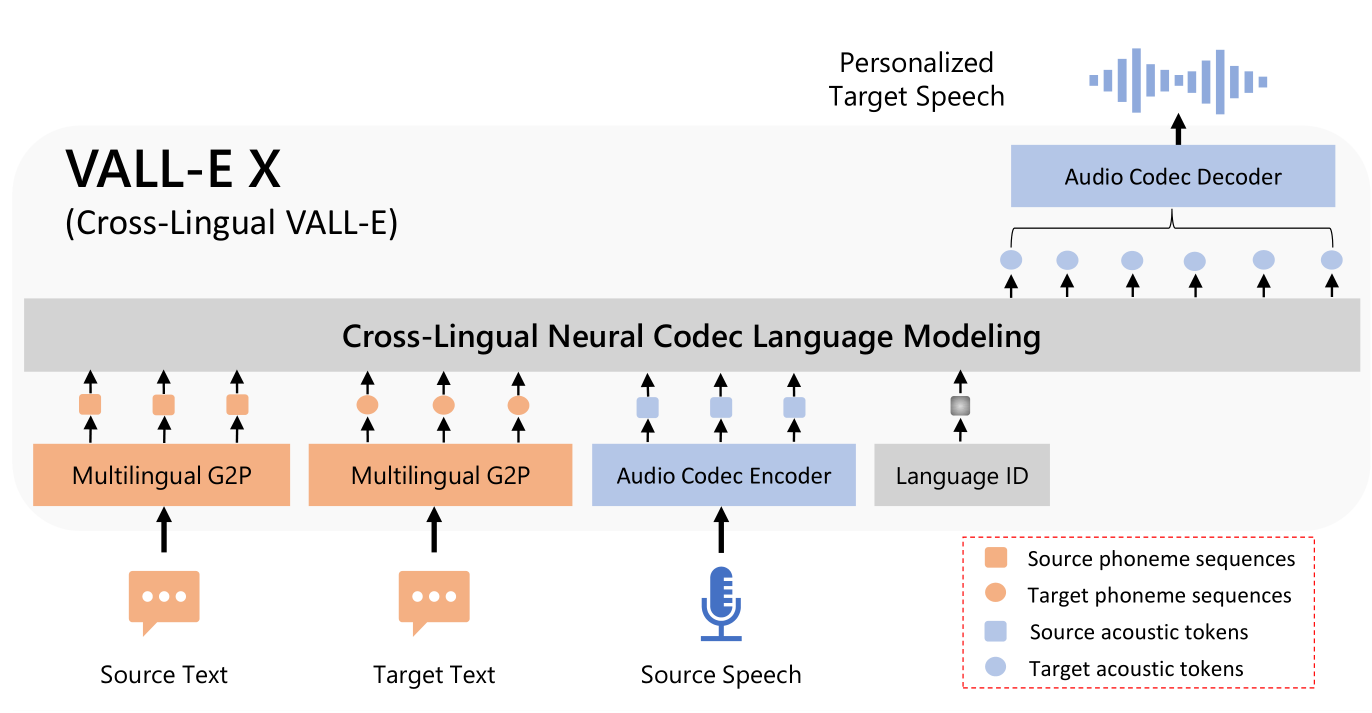 Personalized
Target Speech
VALL-E X
(Cross-Lingual VALL-E)
Audio Codec Decoder
Cross-Lingual Neural Codec Language Modeling
Multilingual G2P
Multilingual G2P
Audio Codec Encoder
Language ID
Source Text
Target Text
Source Speech
Source phoneme sequences
Target phoneme sequences
Source acoustic tokens
Target acoustic tokens